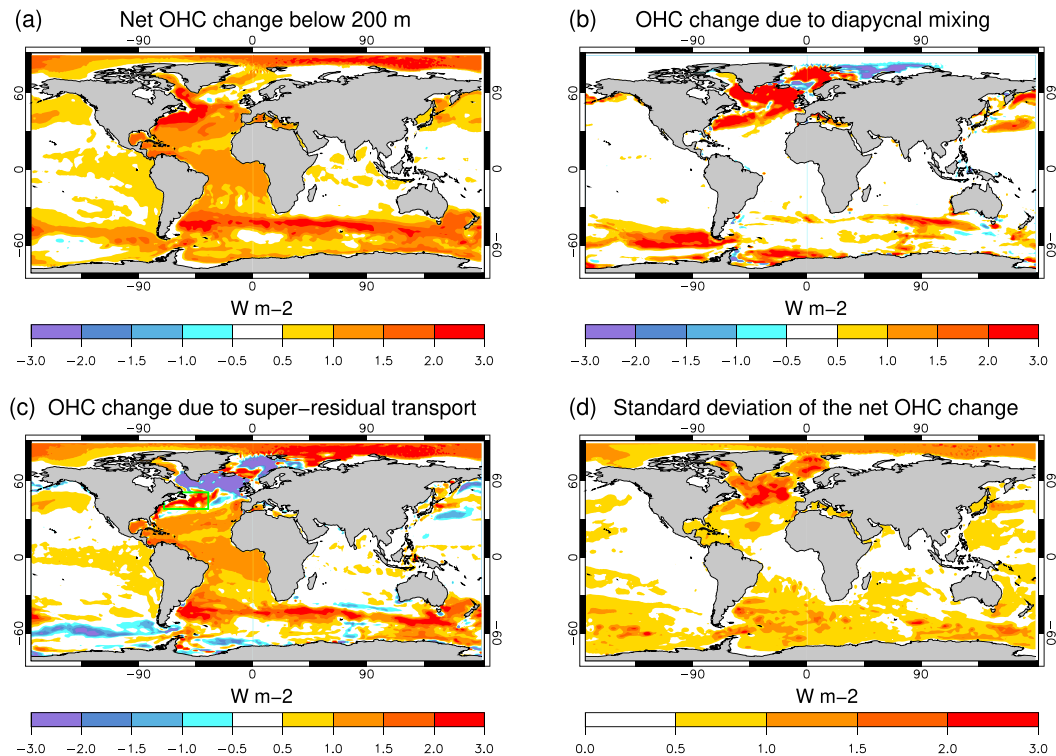 (a) Net OHC change below 200 m
−90 0 90
60 0 −60
60 0 −60
−90 0 90
W m−2
−3.0 −2.0 −1.5 −1.0 −0.5 0.5 1.0 1.5 2.0 3.0
(b) OHC change due to diapycnal mixing
−90 0 90
60 0 −60
60 0 −60
−90 0 90
W m−2
−3.0 −2.0 −1.5 −1.0 −0.5 0.5 1.0 1.5 2.0 3.0
(c) OHC change due to super−residual transport
−90 0 90
60 0 −60
60 0 −60
−90 0 90
W m−2
−3.0 −2.0 −1.5 −1.0 −0.5 0.5 1.0 1.5 2.0 3.0
(d) Standard deviation of the net OHC change
−90 0 90
60 0 −60
60 0 −60
−90 0 90
W m−2
0.0 0.5 1.0 1.5 2.0 3.0